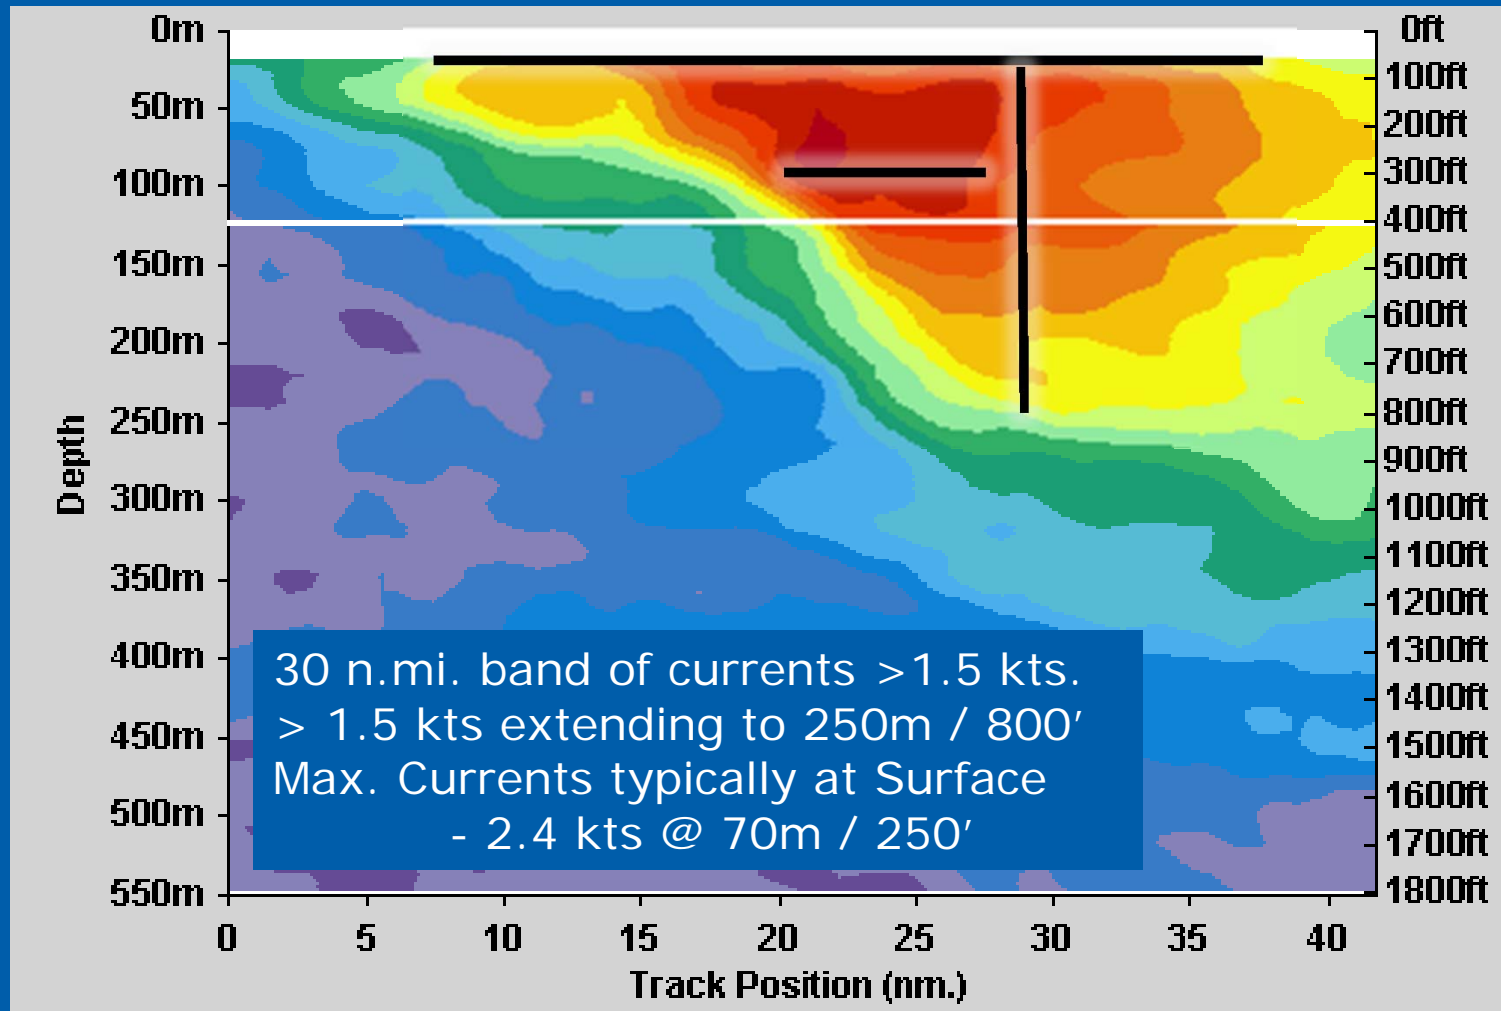 0m
50m
100m
150m
200m
250m
300m
350m
400m
450m
500m
550m
Depth
0ft
100ft
200ft
300ft
400ft
500ft
600ft
700ft
800ft
900ft
1000ft
1100ft
1200ft
1300ft
1400ft
1500ft
1600ft
1700ft
1800ft
30 n.mi. band of currents >1.5 kts.
> 1.5 kts extending to 250m / 800’
Max. Currents typically at Surface
- 2.4 kts @ 70m / 250’
0 5 10 15 20 25 30 35 40
Track Position (nm.)